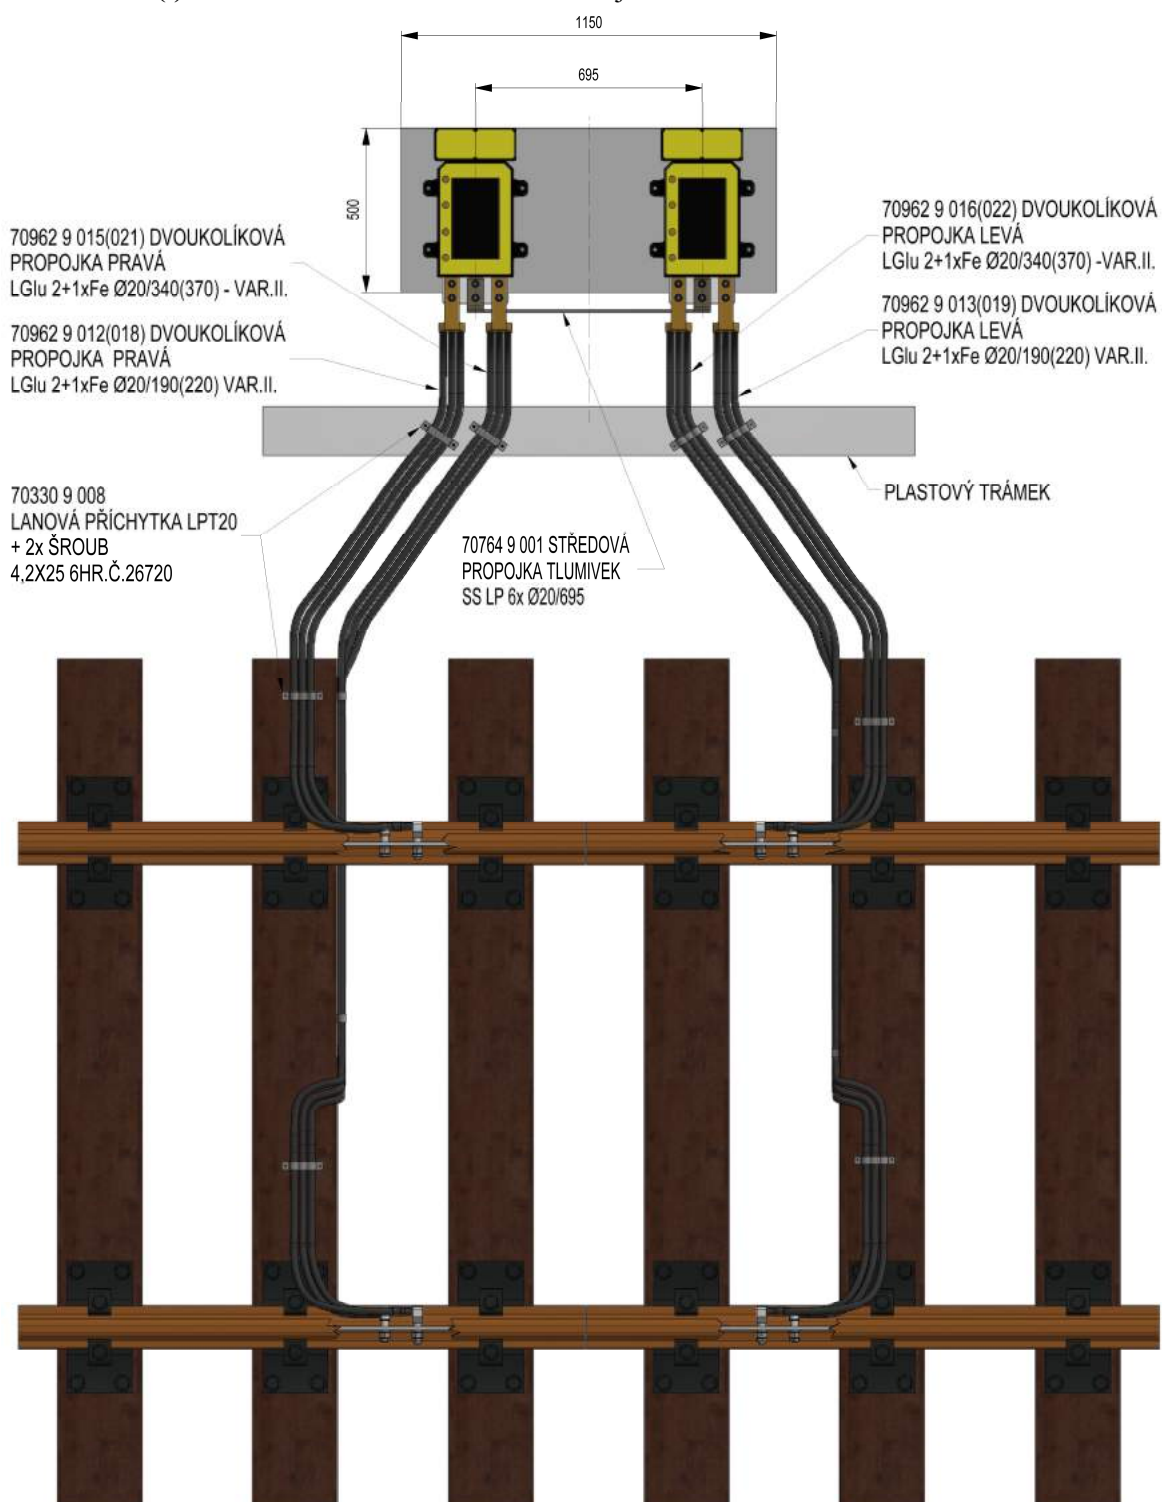 1150
695
500
70962 9 015(021) DVOUKOLÍKOVÁ
PROPOJKA PRAVÁ
LGlu 2+1xFe Ø20/340(370) - VAR.II.
70962 9 012(018) DVOUKOLÍKOVÁ
PROPOJKA PRAVÁ
LGlu 2+1xFe Ø20/190(220) VAR.II.
70962 9 016(022) DVOUKOLÍKOVÁ
PROPOJKA LEVÁ
LGlu 2+1xFe Ø20/340(370) -VAR.II.
70962 9 013(019) DVOUKOLÍKOVÁ
PROPOJKA LEVÁ
LGlu 2+1xFe Ø20/190(220) VAR.II.
70330 9 008
LANOVÁ PŘÍCHYTKA LPT20
+ 2x ŠROUB
4,2X25 6HR.Č.26720
70764 9 001 STŘEDOVÁ
PROPOJKA TLUMIVEK
SS LP 6x Ø20/695
PLASTOVÝ TRÁMEK